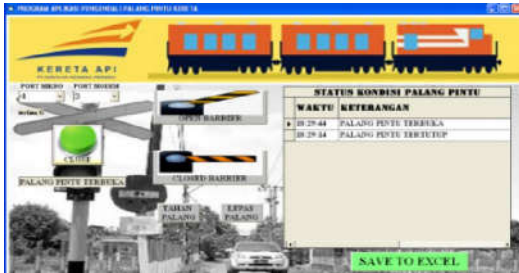 PROGRAM APLIKASI PENGENDALI PALANG PINTU KERETA
KERETA API
PORT MIKRO
PORT MODEM
CLOSE
PALANG PINTU TERBUKA
OPEN BARRIER
CLOSED BARRIER
TAHAN
PALANG
LEPAS
PALANG
STATUS KONDISI PALANG PINTU
WAKTU KETERANGAN
PALANG PINTU TERBUKA
PALANG PINTU TERTUTUP
SAVE TO EXCEL